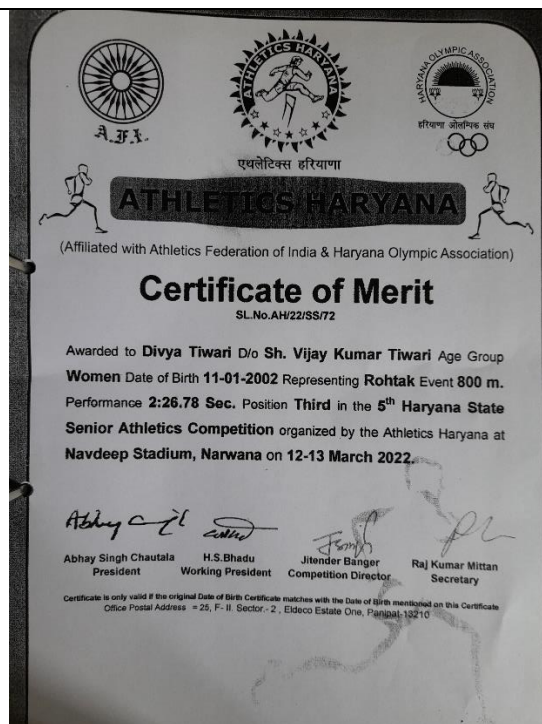 A.F.I.
ATHLETICS HARYANA
HARYANA OLYMPIC ASSOCIATION
हरियाणा ओलम्पिक संघ
एथलेटिक्स हरियाणा
ATHLETICS HARYANA
(Affiliated with Athletics Federation of India & Haryana Olympic Association)
Certificate of Merit
SL.No.AH/22/SS/72
Awarded to Divya Tiwari D/o Sh. Vijay Kumar Tiwari Age Group
Women Date of Birth 11-01-2002 Representing Rohtak Event 800 m.
Performance 2:26.78 Sec. Position Third in the 5th Haryana State
Senior Athletics Competition organized by the Athletics Haryana at
Navdeep Stadium, Narwana on 12-13 March 2022.
Abhay Singh Chautala
President
H.S.Bhadu
Working President
Jitender Banger
Competition Director
Raj Kumar Mittan
Secretary
Certificate is only valid if the original Date of Birth Certificate matches with the Date of Birth mentioned on this Certificate
Office Postal Address = 25, F- II. Sector.- 2 , Eldeco Estate One, Panipat-13210